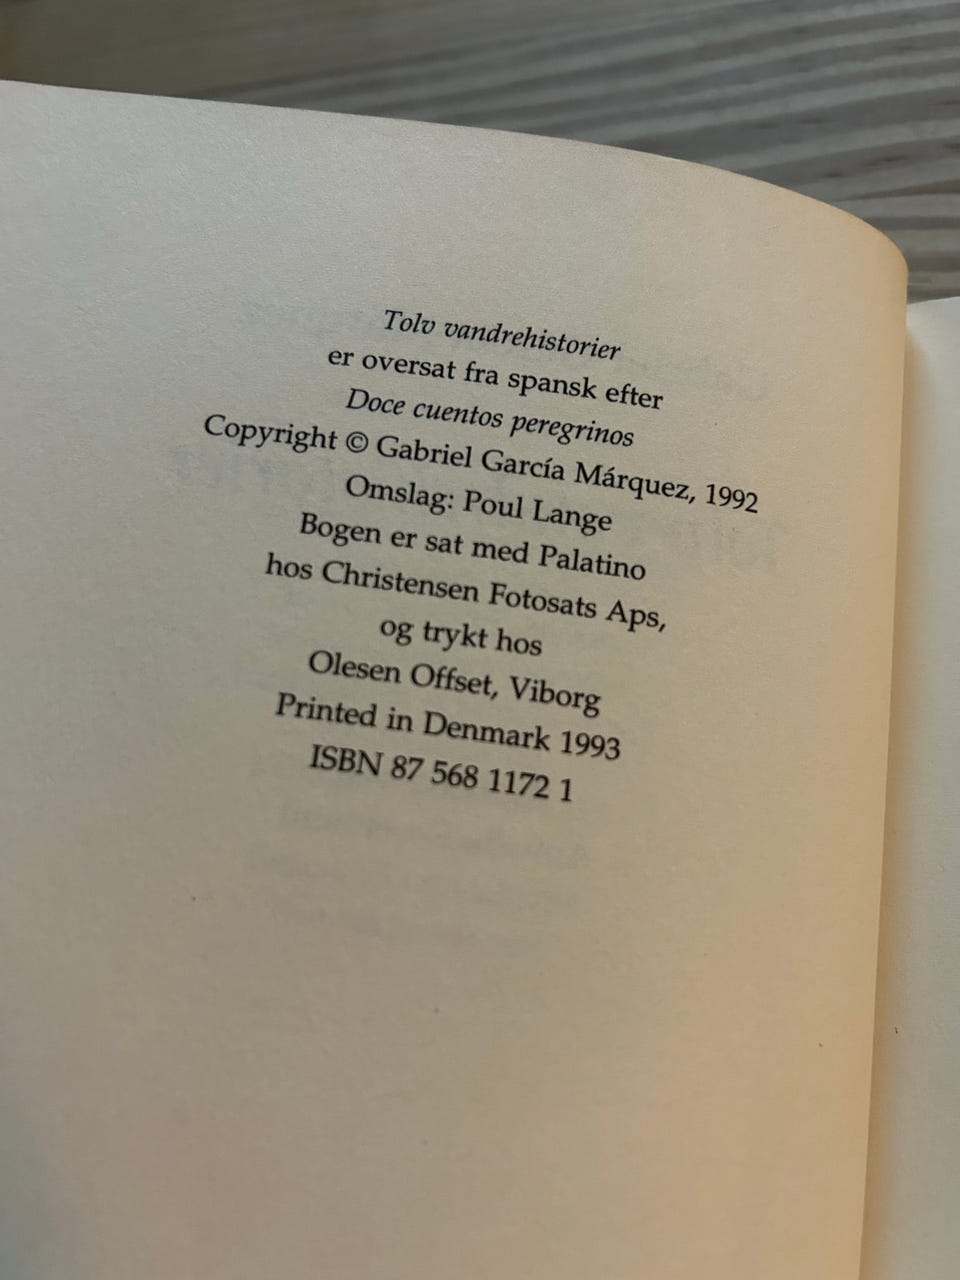 Tolv vandrehistorier
er oversat fra spansk efter
Doce cuentos peregrinos
Copyright © Gabriel García Márquez, 1992
Omslag: Poul Lange
Bogen er sat med Palatino
hos Christensen Fotosats Aps,
og trykt hos
Olesen Offset, Viborg
Printed in Denmark 1993
ISBN 87 568 1172 1